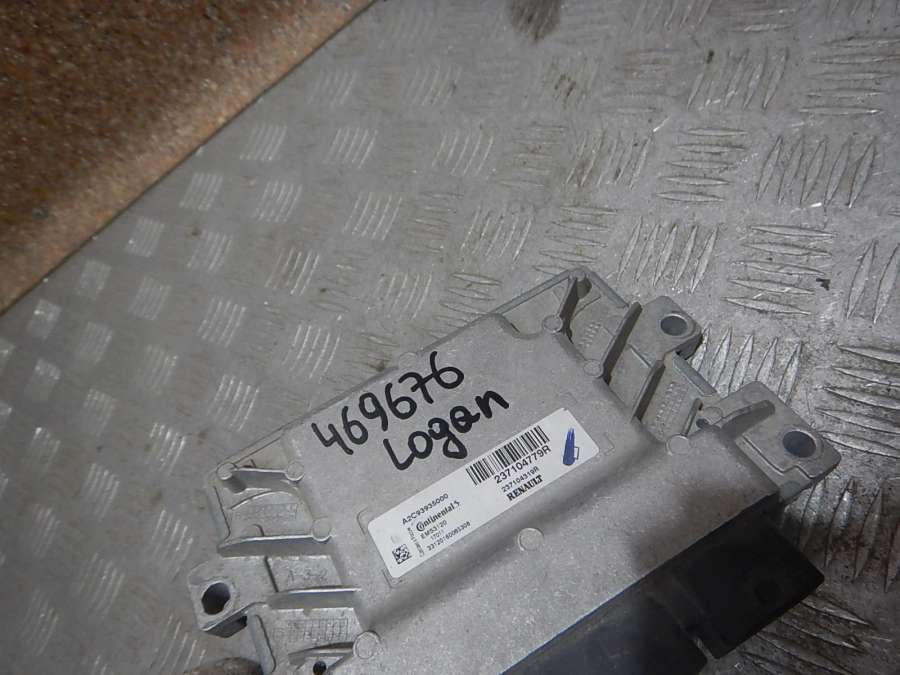 469676
Logan
237104779R
237104319R
RENAULT
A2C93935000
Continental
EMS3120